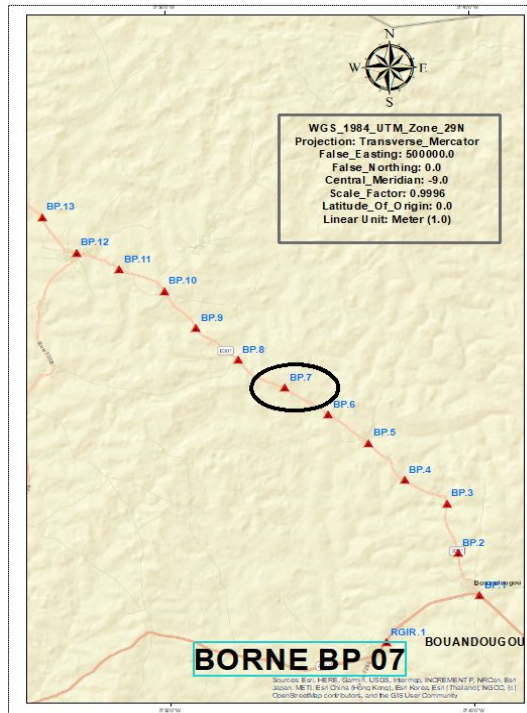 N
W E
S
WGS_1984_UTM_Zone_29N
Projection: Transverse_Mercator
False_Easting: 500000.0
False_Northing: 0.0
Central_Meridian: -9.0
Scale_Factor: 0.9996
Latitude_Of_Origin: 0.0
Linear Unit: Meter (1.0)
BP.13
BP.12
BP.11
BP.10
BP.9
BP.8
BP.7
BP.6
BP.5
BP.4
BP.3
BP.2
BP.1
RGIR.1
BOUANDOUGOU
BORNE BP 07
Sources: Esri, HERE, Garmin, USGS, Intermap, INCREMENT P, NRCan, Esri
Japan, METI, Esri China (Hong Kong), Esri Korea, Esri (Thailand), NGCC, (c)
OpenStreetMap contributors, and the GIS User Community